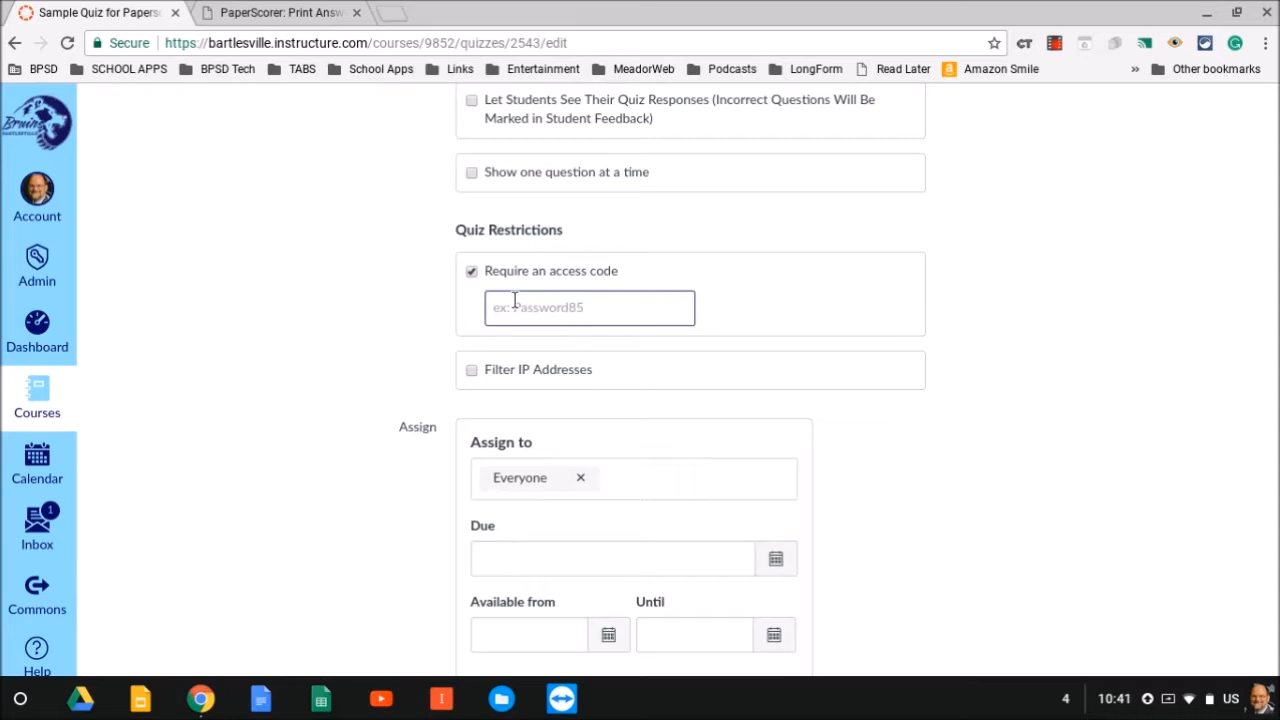 Sample Quiz for Papersc
PaperScorer: Print Answ
Secure
https://bartlesville.instructure.com/courses/9852/quizzes/2543/edit
CT
BPSD
SCHOOL APPS
BPSD Tech
TABS
School Apps
Links
Entertainment
MeadorWeb
Podcasts
LongForm
Read Later
Amazon Smile
»
Other bookmarks
Bruins
BARTLESVILLE
Account
Admin
Dashboard
Courses
Calendar
1
Inbox
Commons
Help
Let Students See Their Quiz Responses (Incorrect Questions Will Be
Marked in Student Feedback)
Show one question at a time
Quiz Restrictions
Require an access code
ex: Password85
Filter IP Addresses
Assign
Assign to
Everyone
Due
Available from
Until
4
10:41
US